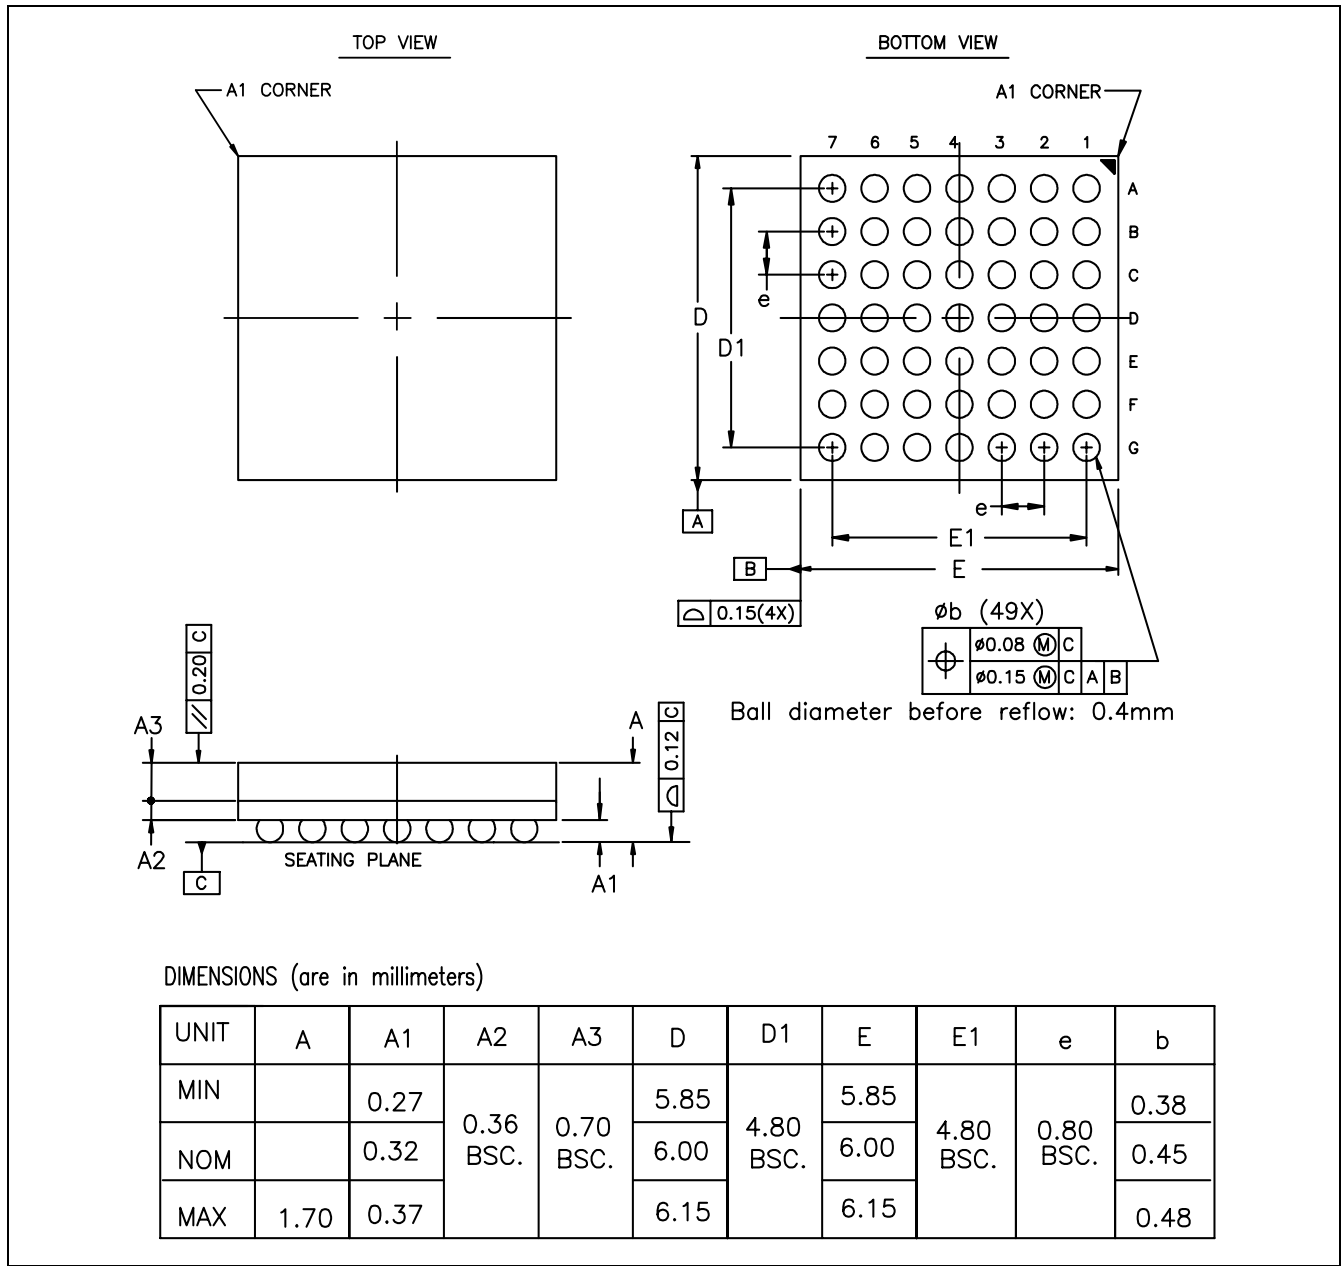 TOP VIEW
BOTTOM VIEW
A1 CORNER
A1 CORNER
7 6 5 4 3 2 1
A
B
C
D
E
F
G
e
D
D1
e
E1
E
A
B
0.15(4X)
øb (49X)
ø0.08 Ⓜ C
ø0.15 Ⓜ C A B
Ball diameter before reflow: 0.4mm
// 0.20 C
A3
A
0.12 C
A2
SEATING PLANE
C
A1
DIMENSIONS (are in millimeters)
UNIT A A1 A2 A3 D D1 E E1 e b
MIN 0.27 5.85 5.85 0.38
0.36 BSC. 0.70 BSC. 4.80 BSC. 4.80 BSC. 0.80 BSC.
NOM 0.32 6.00 6.00 0.45
MAX 1.70 0.37 6.15 6.15 0.48